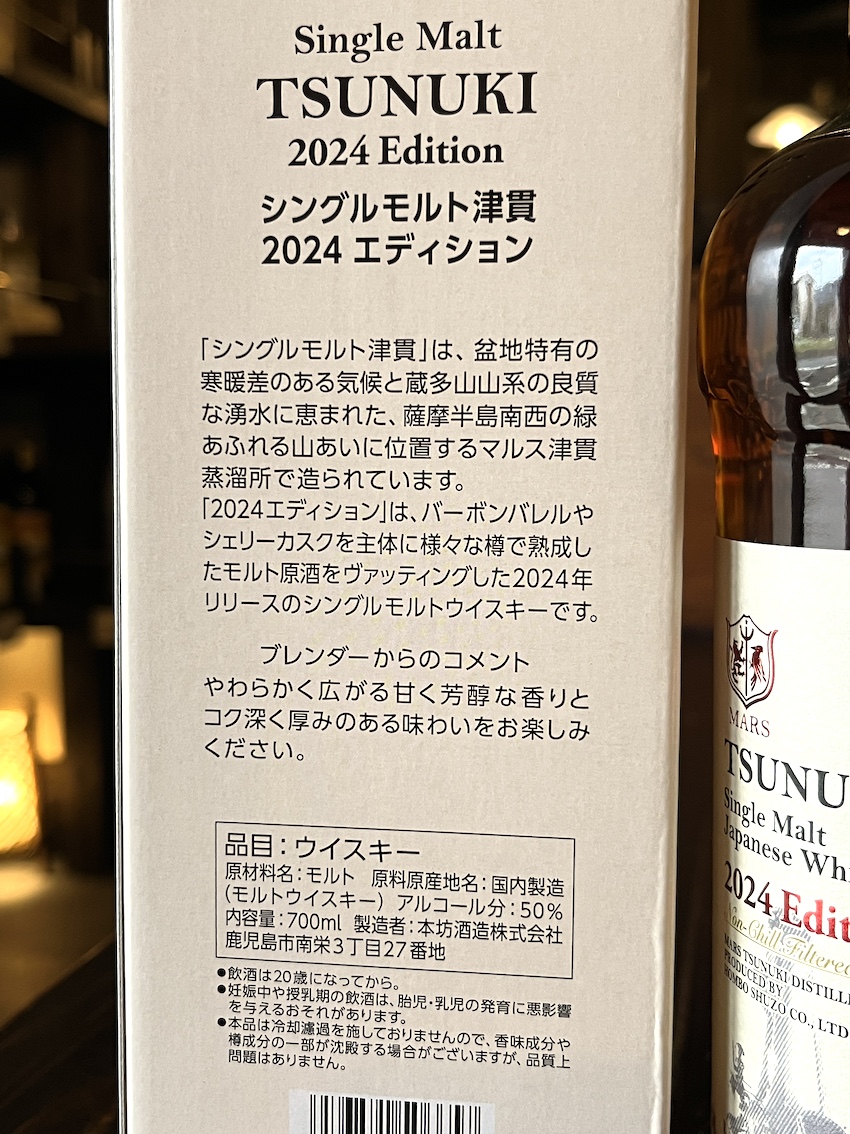 Single Malt
TSUNUKI
2024 Edition
シングルモルト津貫
2024 エディション
「シングルモルト津貫」は、盆地特有の
寒暖差のある気候と蔵多山山系の良質
な湧水に恵まれた、薩摩半島南西の緑
あふれる山あいに位置するマルス津貫
蒸溜所で造られています。
「2024エディション」は、バーボンバレルや
シェリーカスクを主体に様々な樽で熟成し
たモルト原酒をヴァッティングした2024年
リリースのシングルモルトウイスキーです。
ブレンダーからのコメント
やわらかく広がる甘く芳醇な香りと
コク深く厚みのある味わいをお楽しみ
ください。
品目：ウイスキー
原材料名：モルト 原料原産地名：国内製造
(モルトウイスキー) アルコール分：50%
内容量：700ml 製造者：本坊酒造株式会社
鹿児島市南栄3丁目27番地
●飲酒は20歳になってから。
●妊娠中や授乳期の飲酒は、胎児・乳児の発育に悪影響
を与えるおそれがあります。
●本品は冷却濾過を施しておりませんので、香味成分や
樽成分の一部が沈殿する場合がございますが、品質上
問題はありません。
MARS
TSUNU
Single Malt
Japanese Whi
2024 Edit
Non-Chill Filtered
MARS TSUNUKI DISTILLE
PRODUCED BY
HOMBO SHUZO CO., LTD